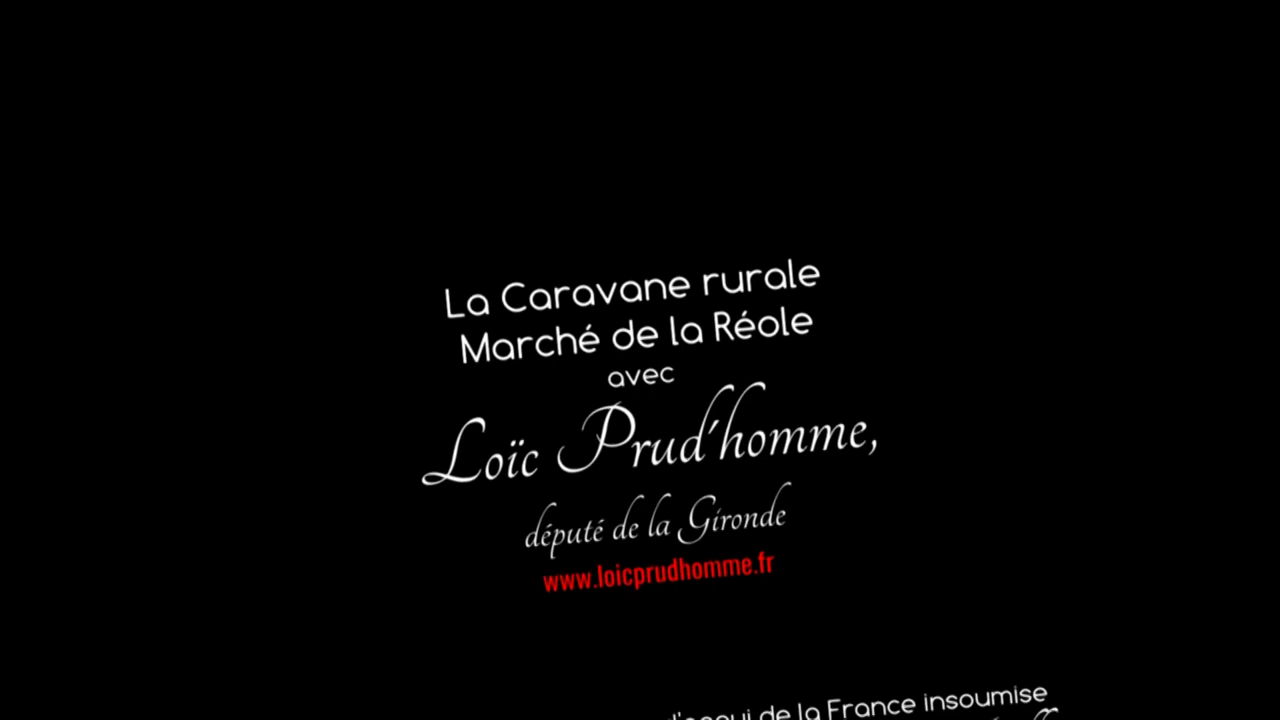 La Caravane rurale
Marché de la Réole
avec
Loïc Prud'homme,
député de la Gironde
www.loicprudhomme.fr
de la France insoumise